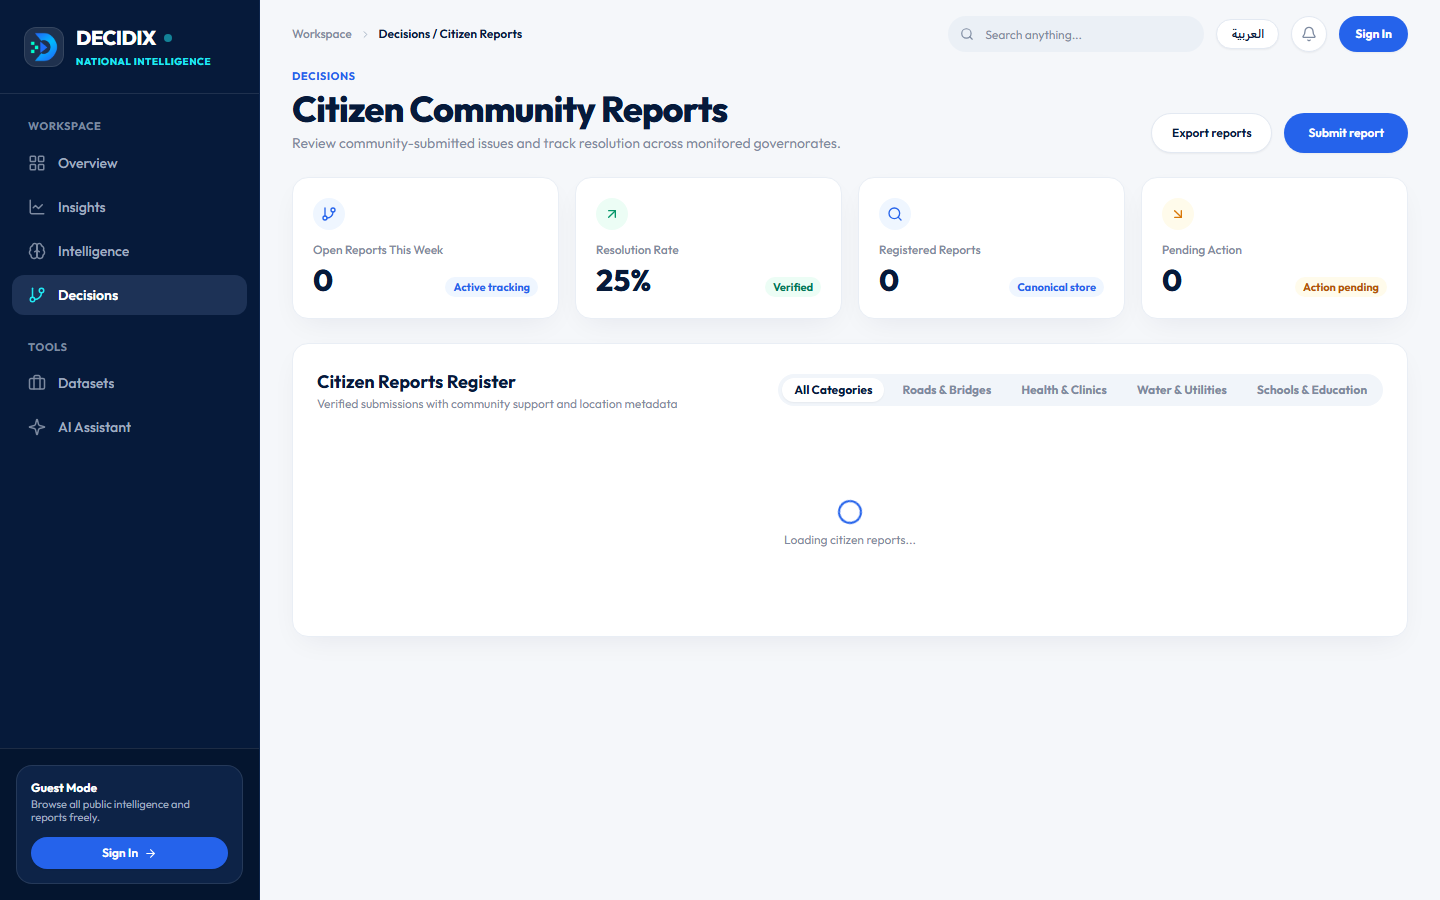 DECIDIX
NATIONAL INTELLIGENCE
WORKSPACE
Overview
Insights
Intelligence
Decisions
TOOLS
Datasets
AI Assistant
Guest Mode
Browse all public intelligence and
reports freely.
Sign In
Workspace
Decisions / Citizen Reports
Search anything...
العربية
Sign In
DECISIONS
Citizen Community Reports
Review community-submitted issues and track resolution across monitored governorates.
Export reports
Submit report
Open Reports This Week
0
Active tracking
Resolution Rate
25%
Verified
Registered Reports
0
Canonical store
Pending Action
0
Action pending
Citizen Reports Register
Verified submissions with community support and location metadata
All Categories
Roads & Bridges
Health & Clinics
Water & Utilities
Schools & Education
Loading citizen reports...